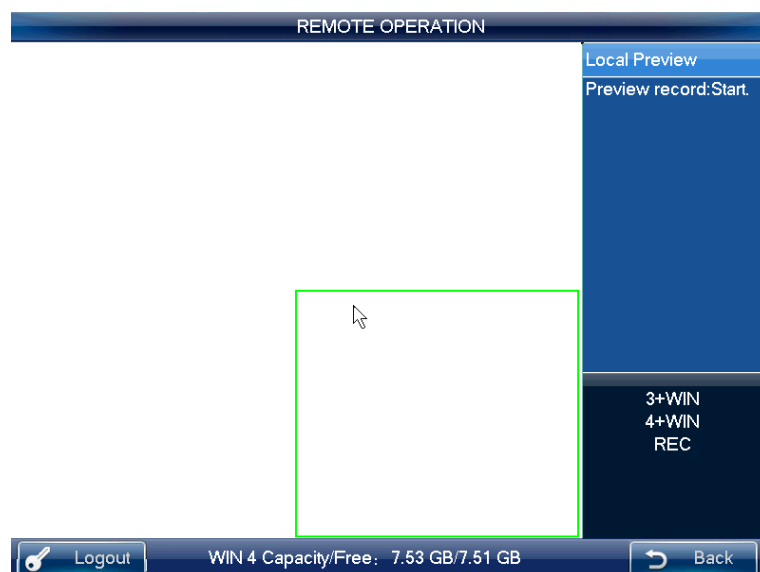 REMOTE OPERATION
Local Preview
Preview record:Start.
3+WIN
4+WIN
REC
Logout
WIN 4 Capacity/Free： 7.53 GB/7.51 GB
Back